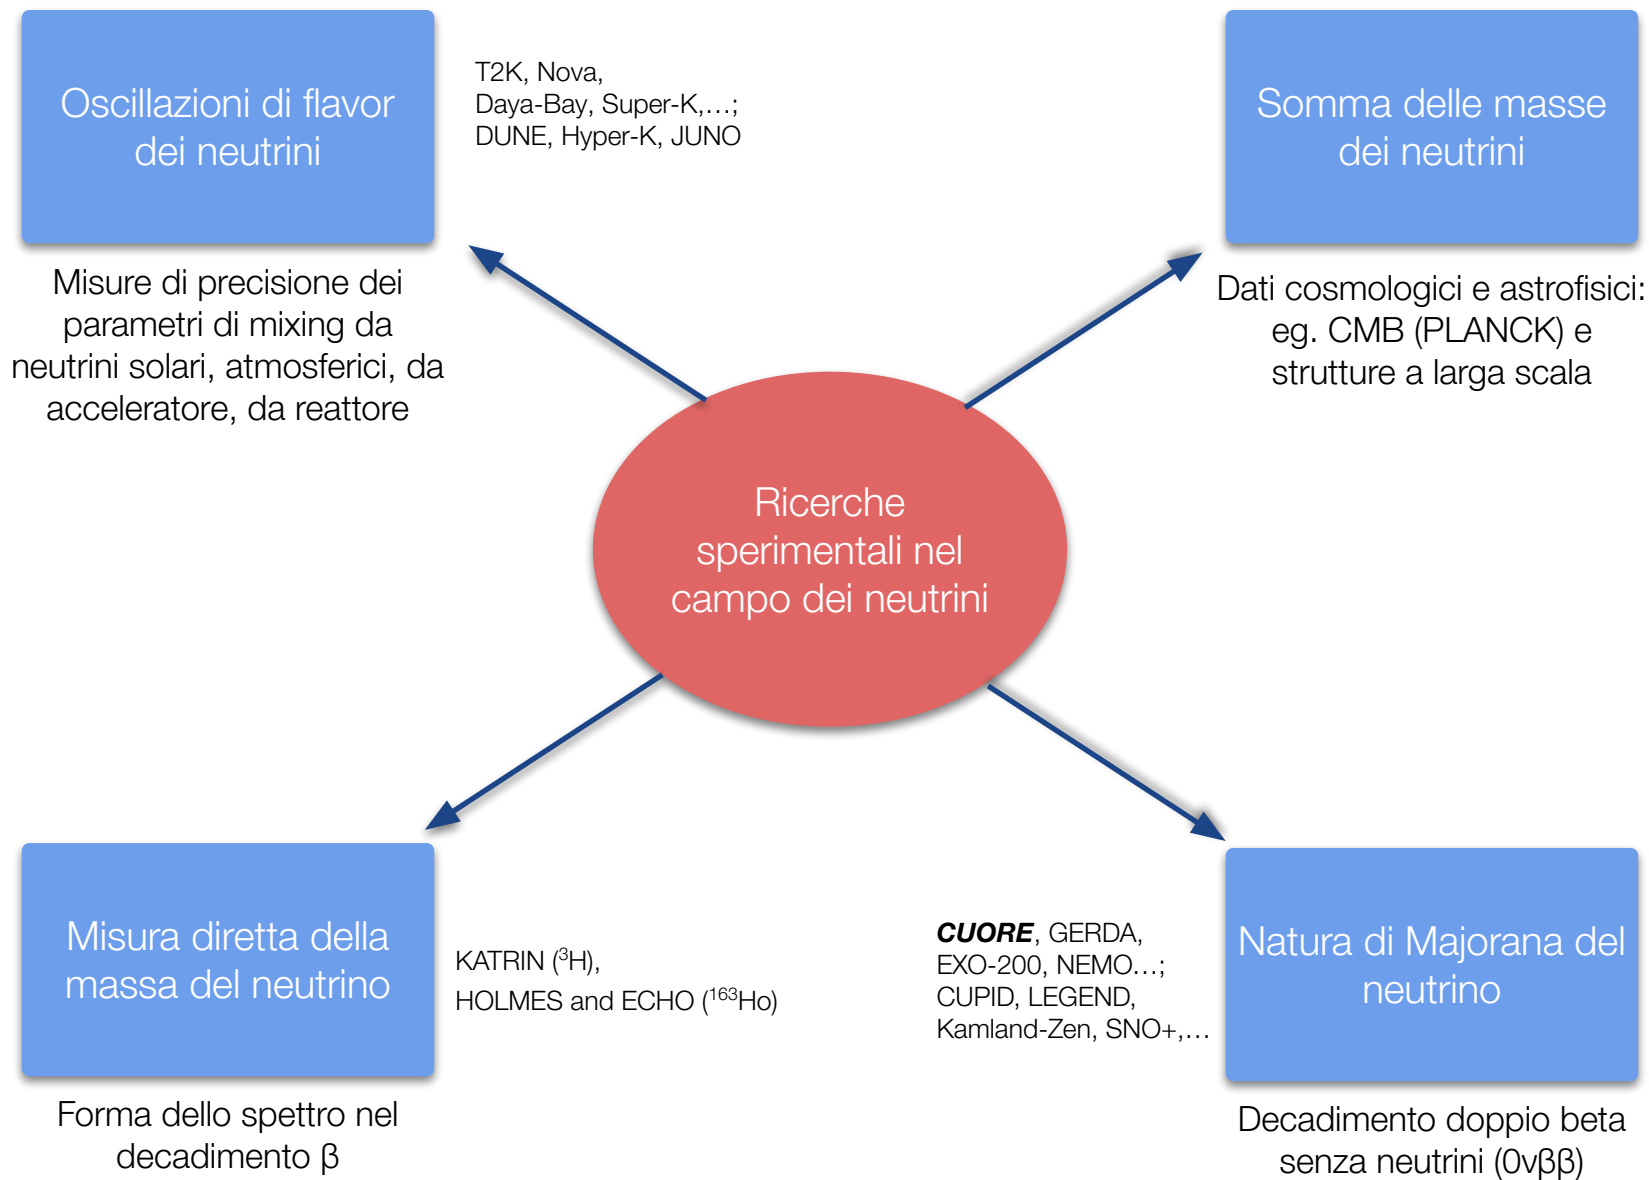 Oscillazioni di flavor
dei neutrini
T2K, Nova,
Daya-Bay, Super-K,…;
DUNE, Hyper-K, JUNO
Somma delle masse
dei neutrini
Misure di precisione dei
parametri di mixing da
neutrini solari, atmosferici, da
acceleratore, da reattore
Dati cosmologici e astrofisici:
eg. CMB (PLANCK) e
strutture a larga scala
Ricerche
sperimentali nel
campo dei neutrini
Misura diretta della
massa del neutrino
KATRIN (³H),
HOLMES and ECHO (¹⁶³Ho)
CUORE, GERDA,
EXO-200, NEMO…;
CUPID, LEGEND,
Kamland-Zen, SNO+,…
Natura di Majorana del
neutrino
Forma dello spettro nel
decadimento β
Decadimento doppio beta
senza neutrini (0νββ)